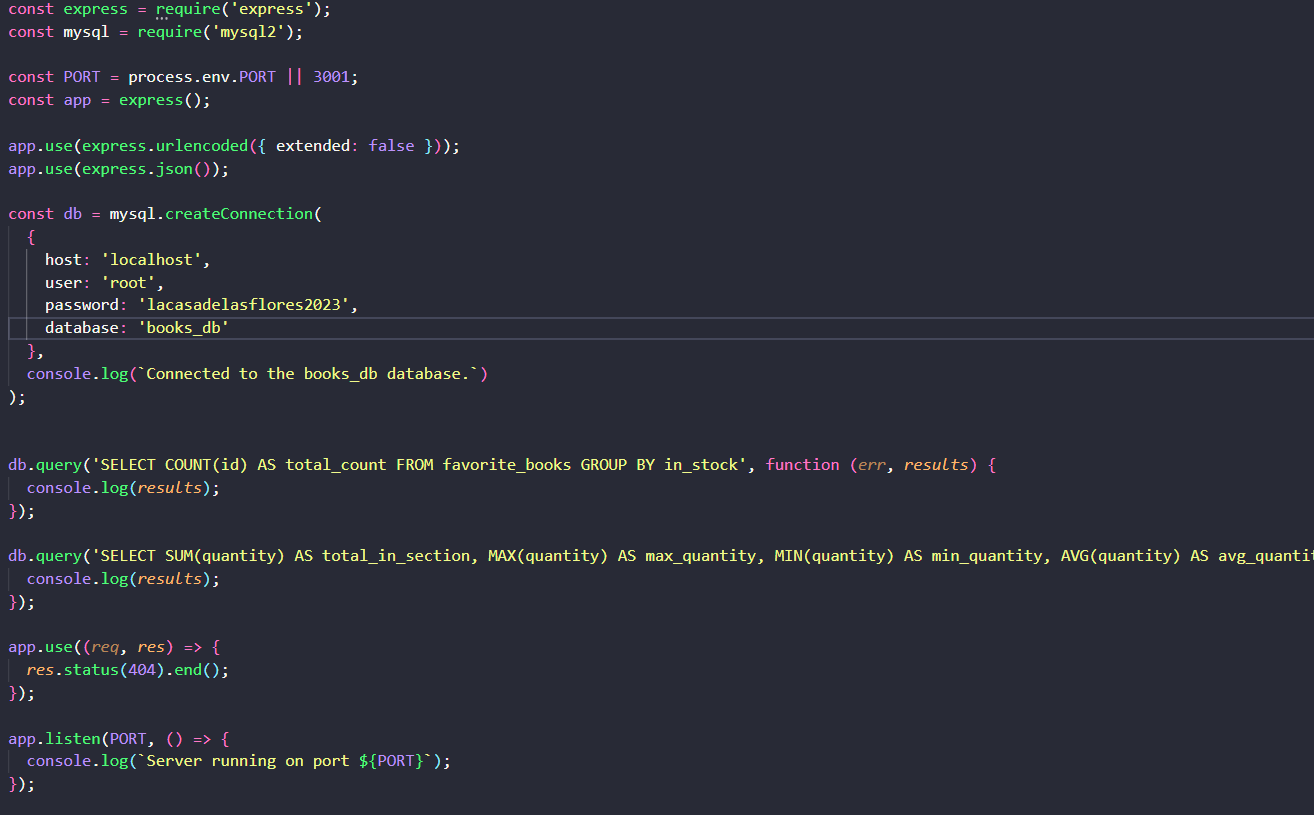 const express = require('express');
const mysql = require('mysql2');
const PORT = process.env.PORT || 3001;
const app = express();
app.use(express.urlencoded({ extended: false }));
app.use(express.json());
const db = mysql.createConnection(
  {
    host: 'localhost',
    user: 'root',
    password: 'lacasadelasflores2023',
    database: 'books_db'
  },
  console.log(`Connected to the books_db database.`)
);
db.query('SELECT COUNT(id) AS total_count FROM favorite_books GROUP BY in_stock', function (err, results) {
  console.log(results);
});
db.query('SELECT SUM(quantity) AS total_in_section, MAX(quantity) AS max_quantity, MIN(quantity) AS min_quantity, AVG(quantity) AS avg_quantit
  console.log(results);
});
app.use((req, res) => {
  res.status(404).end();
});
app.listen(PORT, () => {
  console.log(`Server running on port ${PORT}`);
});